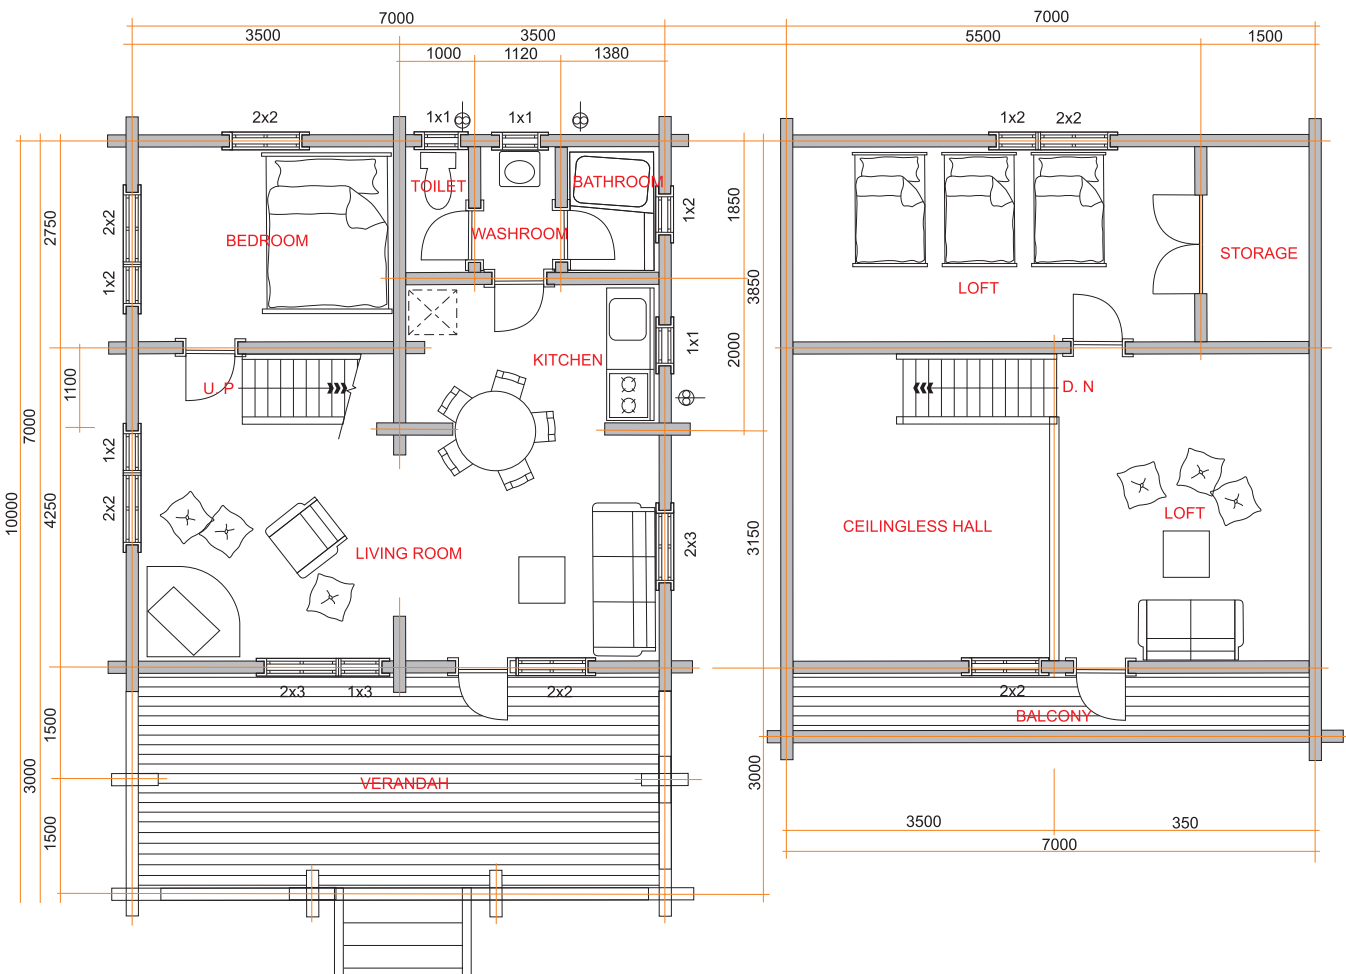 7000
7000
3500
3500
5500
1500
1000
1120
1380
2x2
1x1
1x1
1x2
2x2
TOILET
BATHROOM
2x2
1x2
2750
BEDROOM
WASHROOM
1850
STORAGE
1x2
3850
LOFT
1x1
2000
KITCHEN
1100
U. P
D. N
7000
1x2
2x2
10000
4250
LIVING ROOM
2x3
3150
CEILINGLESS HALL
LOFT
2x3
1x3
2x2
2x2
BALCONY
1500
3000
VERANDAH
3000
1500
3500
350
7000